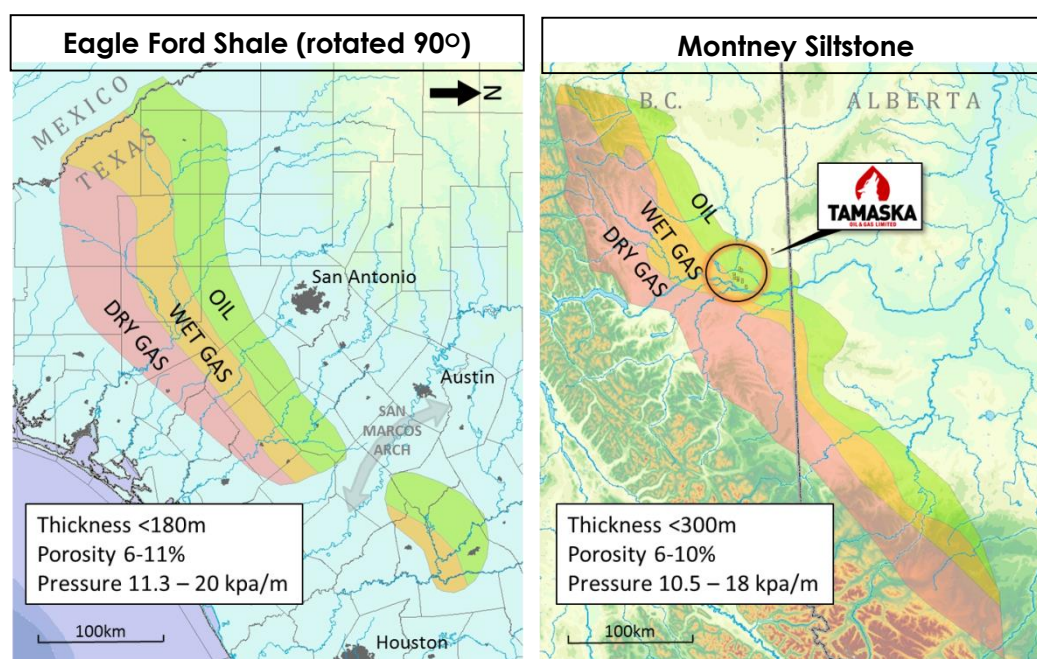 Eagle Ford Shale (rotated 90°)
N
MEXICO
TEXAS
San Antonio
OIL
WET GAS
DRY GAS
Austin
SAN
MARCOS
ARCH
Thickness <180m
Porosity 6-11%
Pressure 11.3 – 20 kpa/m
100km
Houston
Montney Siltstone
B.C.
ALBERTA
TAMASKA
OIL & GAS LIMITED
OIL
WET GAS
DRY GAS
Thickness <300m
Porosity 6-10%
Pressure 10.5 – 18 kpa/m
100km